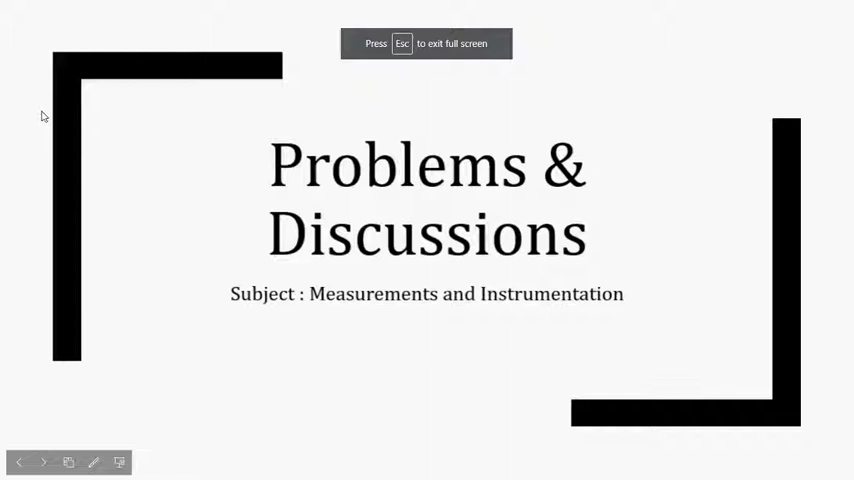 Press Esc to exit full screen
Problems &
Discussions
Subject : Measurements and Instrumentation